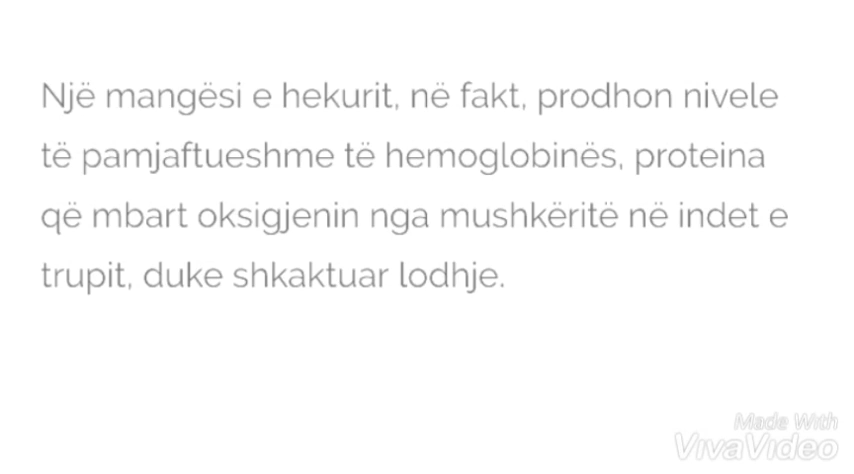 Një mangësi e hekurit, në fakt, prodhon nivele
të pamjaftueshme të hemoglobinës, proteina
që mbart oksigjenin nga mushkëritë në indet e
trupit, duke shkaktuar lodhje.
Made With
VivaVideo